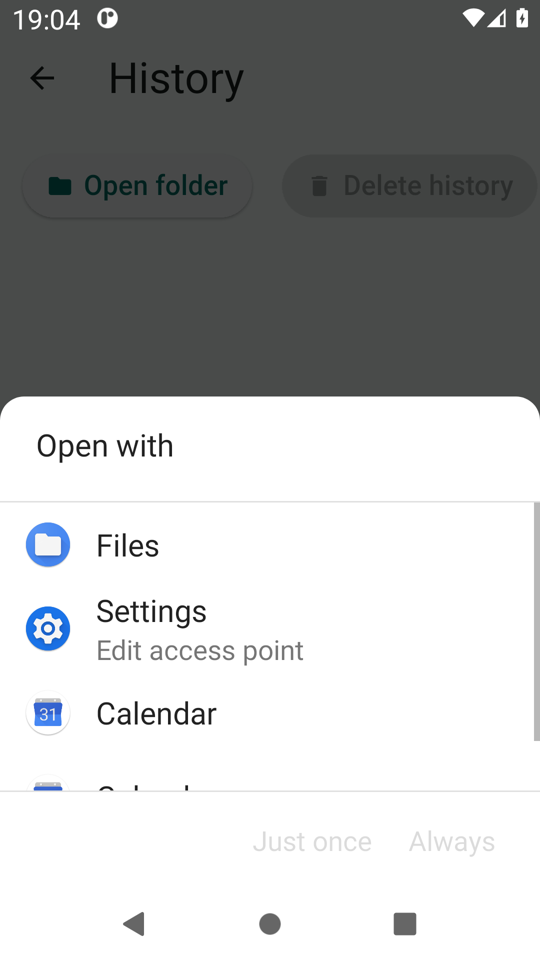 19:04
History
Open folder
Delete history
Open with
Files
Settings
Edit access point
31
Calendar
Just once
Always